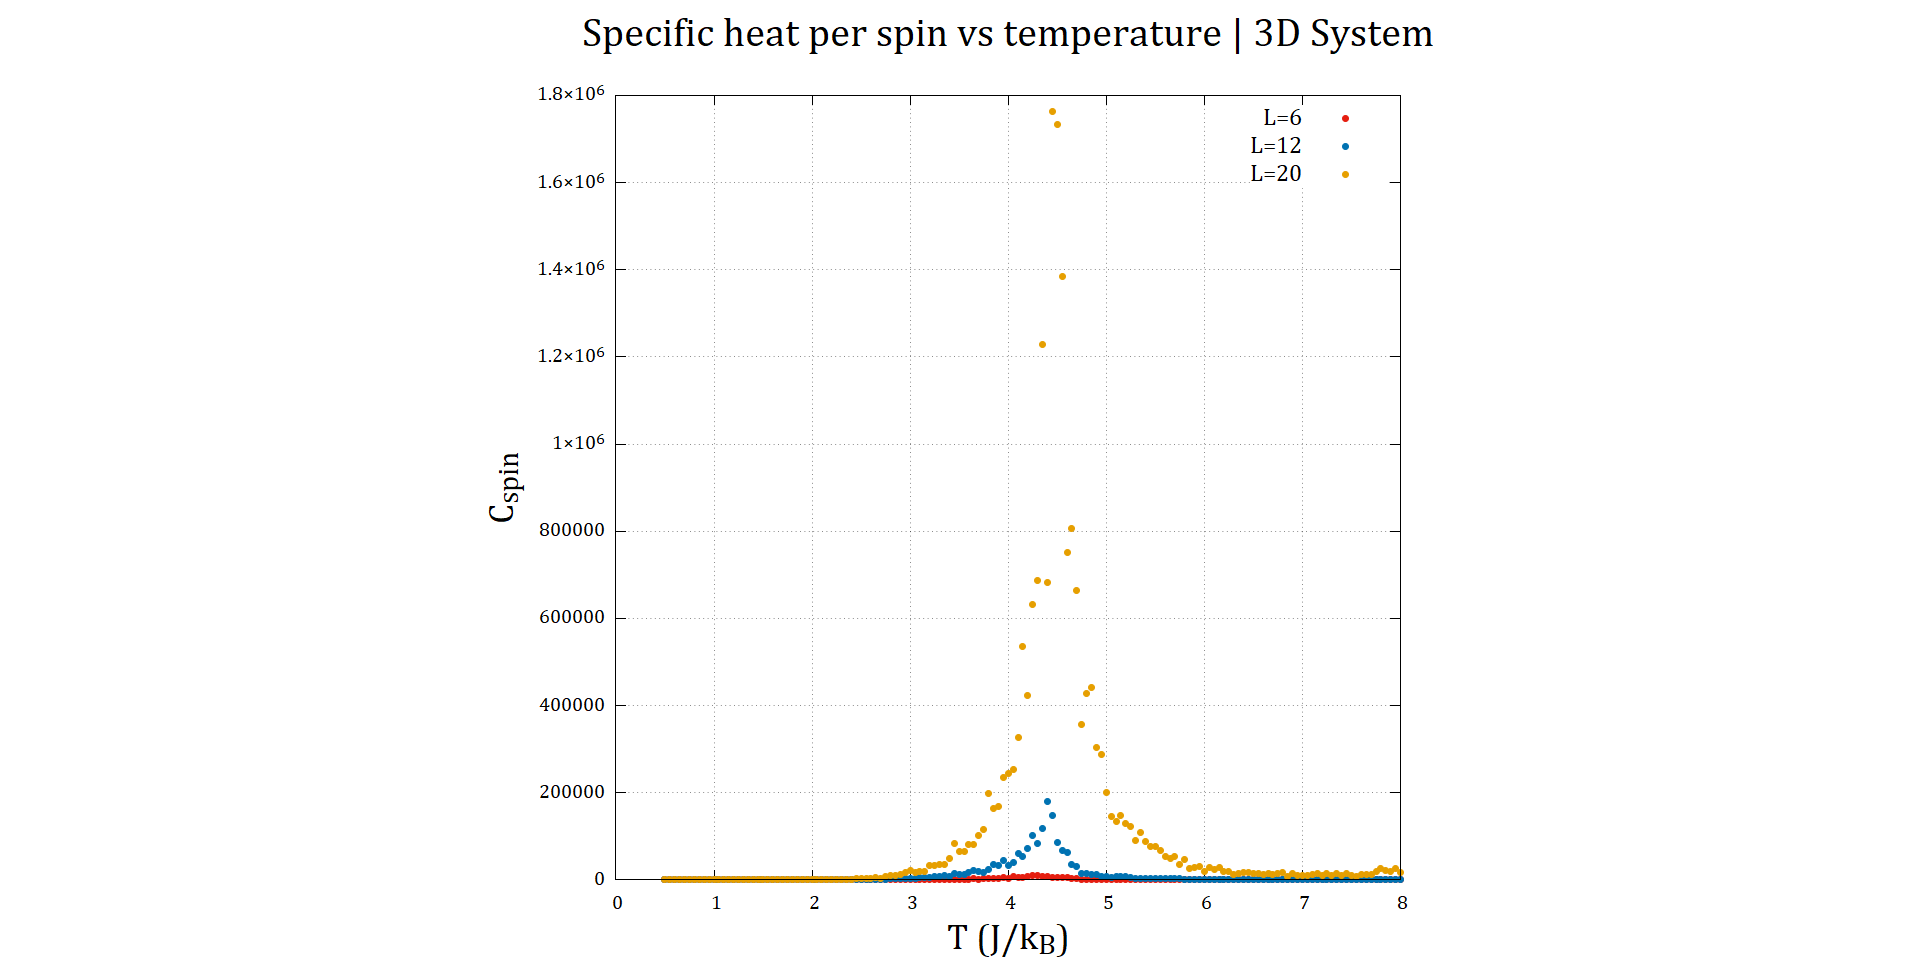 Specific heat per spin vs temperature | 3D System
1.8×10⁶
1.6×10⁶
1.4×10⁶
1.2×10⁶
1×10⁶
800000
600000
400000
200000
0
L=6
L=12
L=20
C_spin
0 1 2 3 4 5 6 7 8
T (J/k_B)